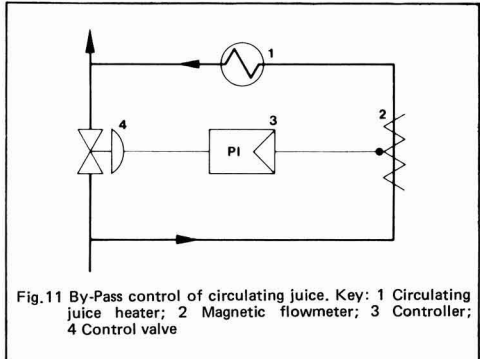 1
2
3
4
PI
Fig.11 By-Pass control of circulating juice. Key: 1 Circulating
juice heater; 2 Magnetic flowmeter; 3 Controller;
4 Control valve